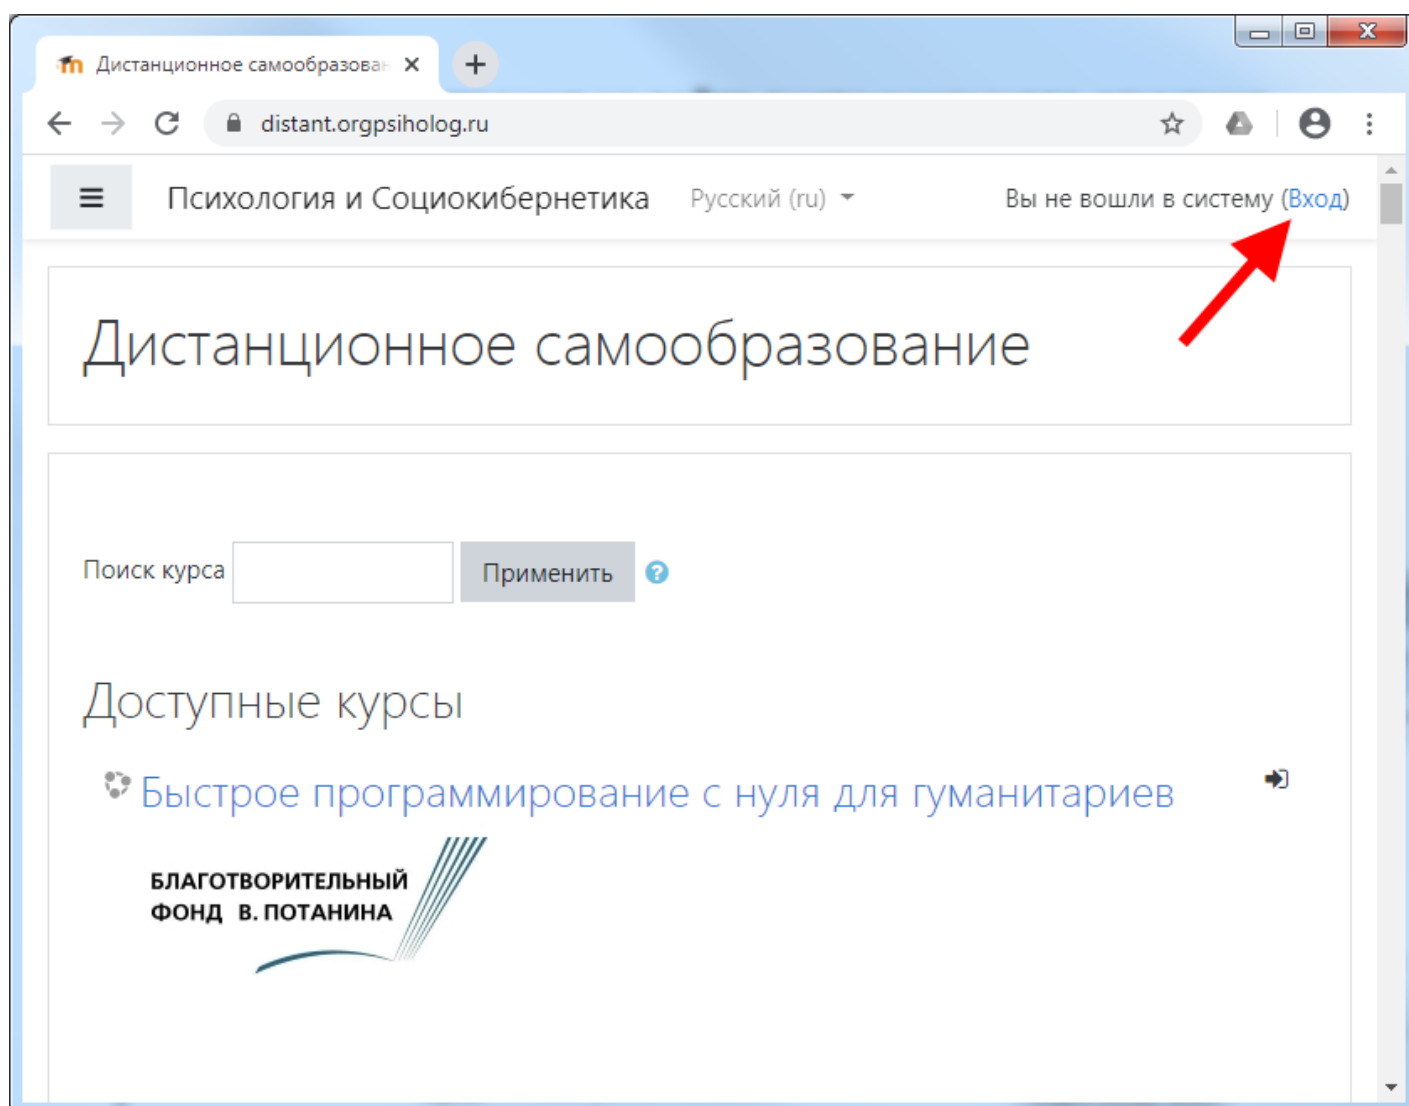 Дистанционное самообразован
distant.orgpsiholog.ru
Психология и Социокибернетика Русский (ru) Вы не вошли в систему (Вход)
Дистанционное самообразование
Поиск курса Применить
Доступные курсы
Быстрое программирование с нуля для гуманитариев
БЛАГОТВОРИТЕЛЬНЫЙ
ФОНД В. ПОТАНИНА